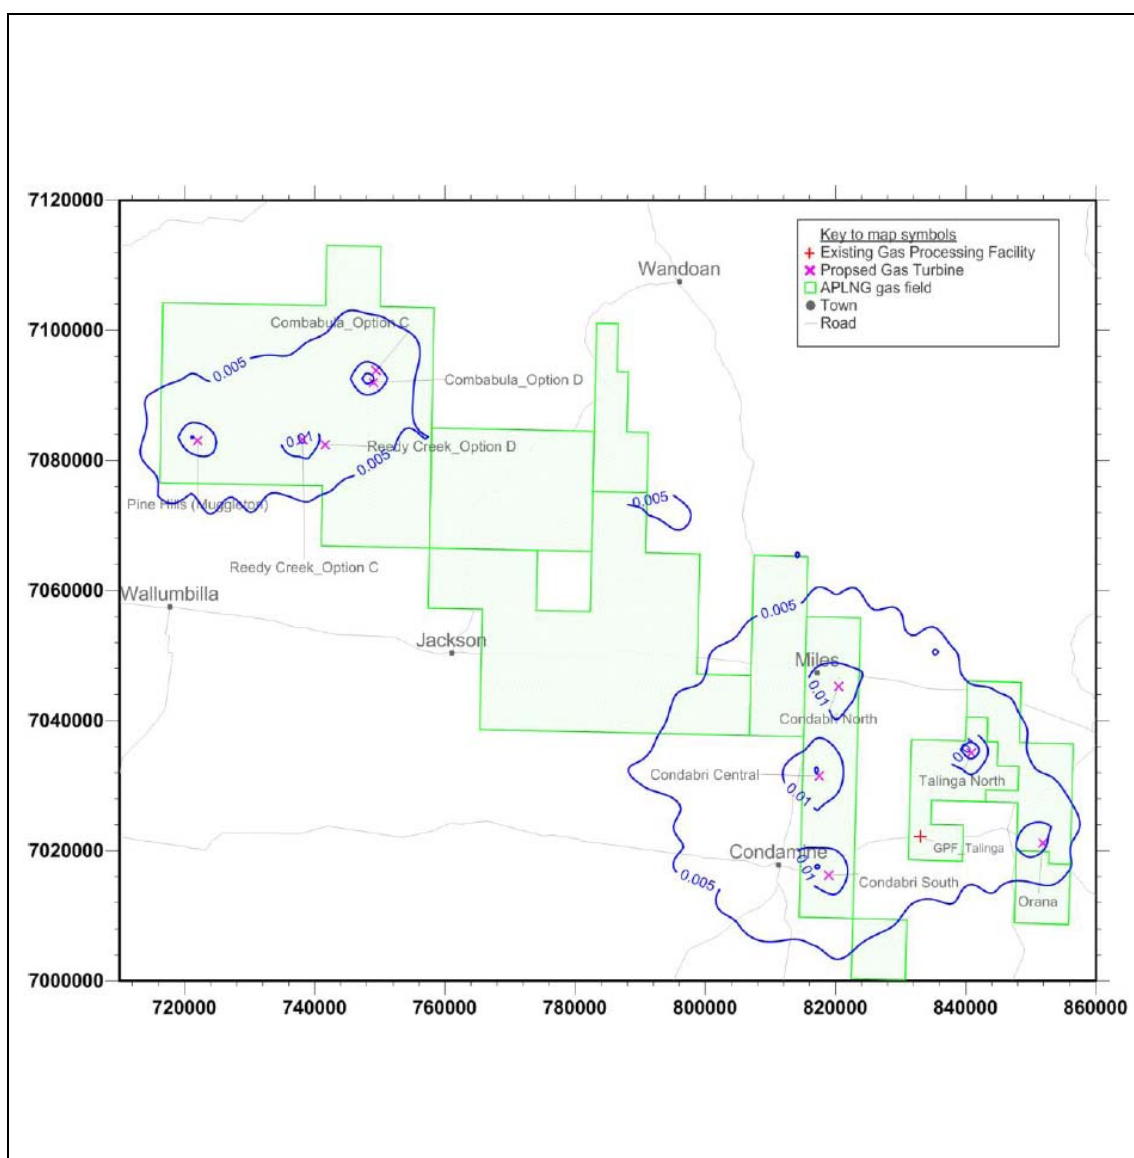 7120000
Key to map symbols
Existing Gas Processing Facility
Propsed Gas Turbine
APLNG gas field
Town
Road
Wandoan
7100000
Combabula_Option C
0.005
Combabula_Option D
0.01
Reedy Creek_Option D
7080000
0.005
Pine Hills (Muggleton)
0.005
Reedy Creek_Option C
7060000
Wallumbilla
0.005
Jackson
Miles
0.01
7040000
Condabri North
Condabri Central
0.01
Talinga North
7020000
GPF_Talinga
Condamine
0.01
0.005
Condabri South
Orana
7000000
720000 740000 760000 780000 800000 820000 840000 860000